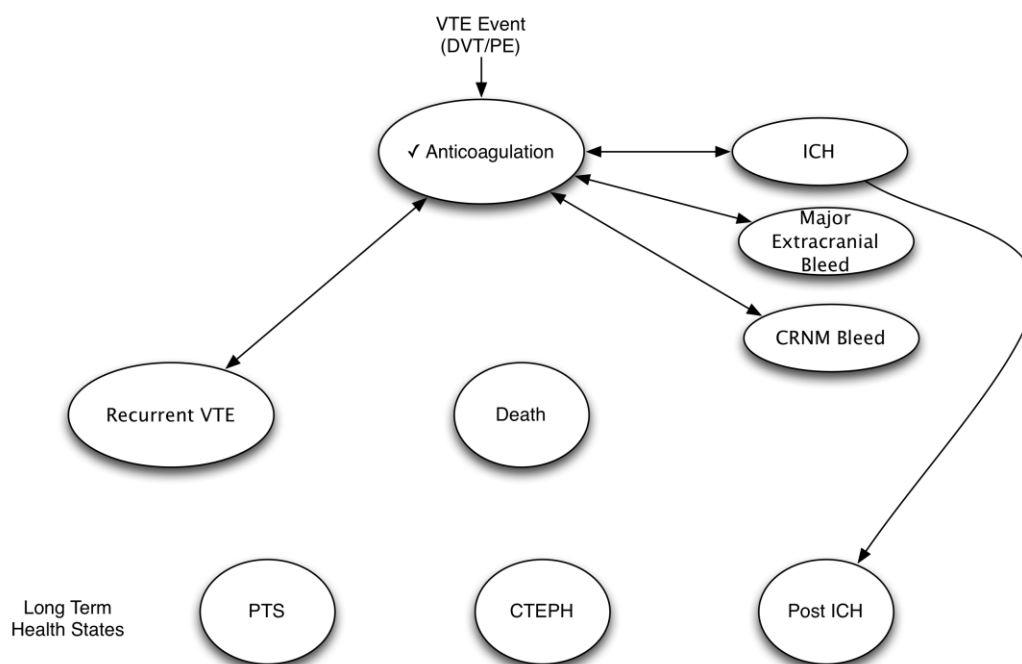 VTE Event
(DVT/PE)
✓ Anticoagulation
ICH
Major
Extracranial
Bleed
CRNM Bleed
Recurrent VTE
Death
Long Term
Health States
PTS
CTEPH
Post ICH